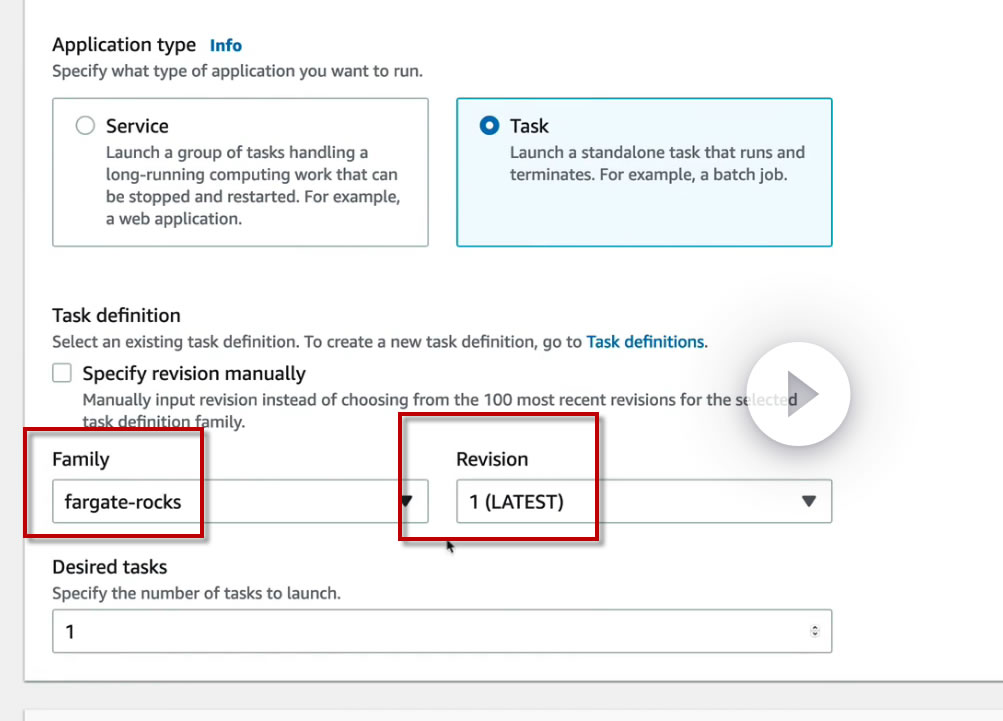 Application type Info
Specify what type of application you want to run.
Service
Launch a group of tasks handling a
long-running computing work that can
be stopped and restarted. For example,
a web application.
Task
Launch a standalone task that runs and
terminates. For example, a batch job.
Task definition
Select an existing task definition. To create a new task definition, go to Task definitions.
Specify revision manually
Manually input revision instead of choosing from the 100 most recent revisions for the selected
task definition family.
Family
fargate-rocks
Revision
1 (LATEST)
Desired tasks
Specify the number of tasks to launch.
1